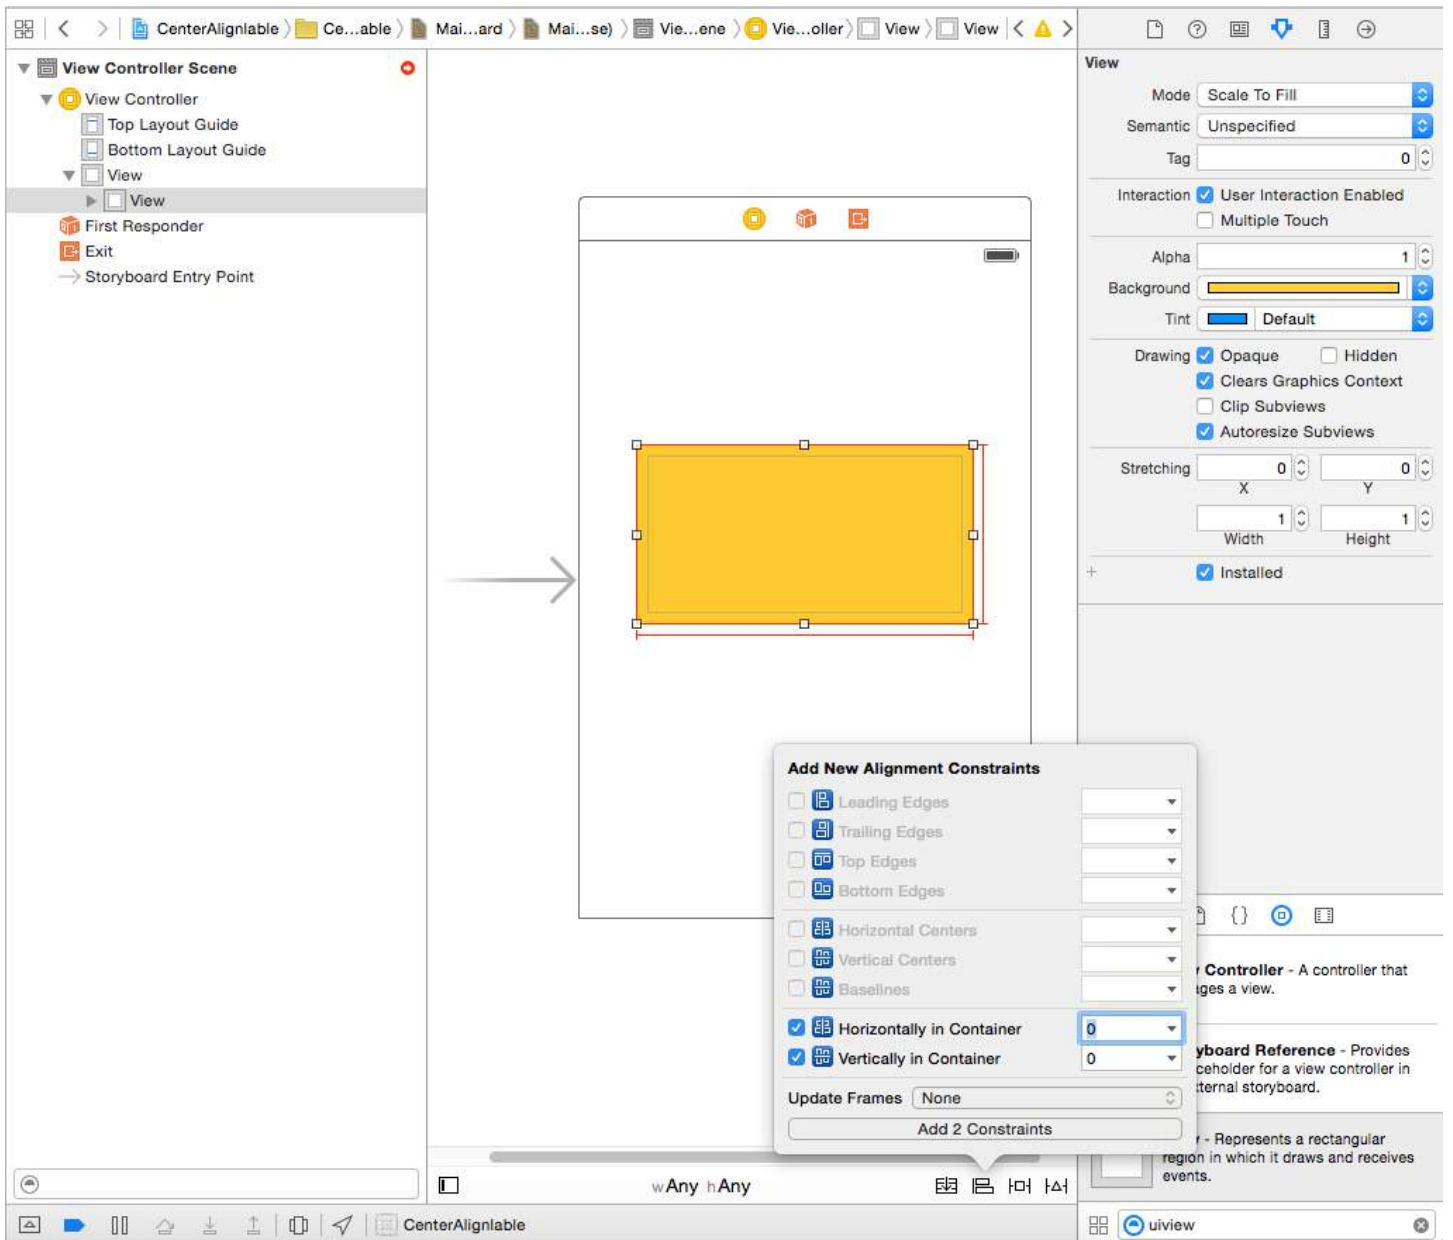 CenterAlignlable
Ce...able
Mai...ard
Mai...se)
Vie...ene
Vie...oller
View
View
View Controller Scene
View Controller
Top Layout Guide
Bottom Layout Guide
View
View
First Responder
Exit
Storyboard Entry Point
View
Mode Scale To Fill
Semantic Unspecified
Tag 0
Interaction User Interaction Enabled
Multiple Touch
Alpha 1
Background
Tint Default
Drawing Opaque Hidden
Clears Graphics Context
Clip Subviews
Autoresize Subviews
Stretching 0 0
X Y
1 1
Width Height
+ Installed
Add New Alignment Constraints
Leading Edges
Trailing Edges
Top Edges
Bottom Edges
Horizontal Centers
Vertical Centers
Baselines
Horizontally in Container 0
Vertically in Container 0
Update Frames None
Add 2 Constraints
{}
Controller - A controller that
ages a view.
yboard Reference - Provides
ceholder for a view controller in
ternal storyboard.
- Represents a rectangular
region in which it draws and receives
events.
wAny hAny
CenterAlignlable
uiview